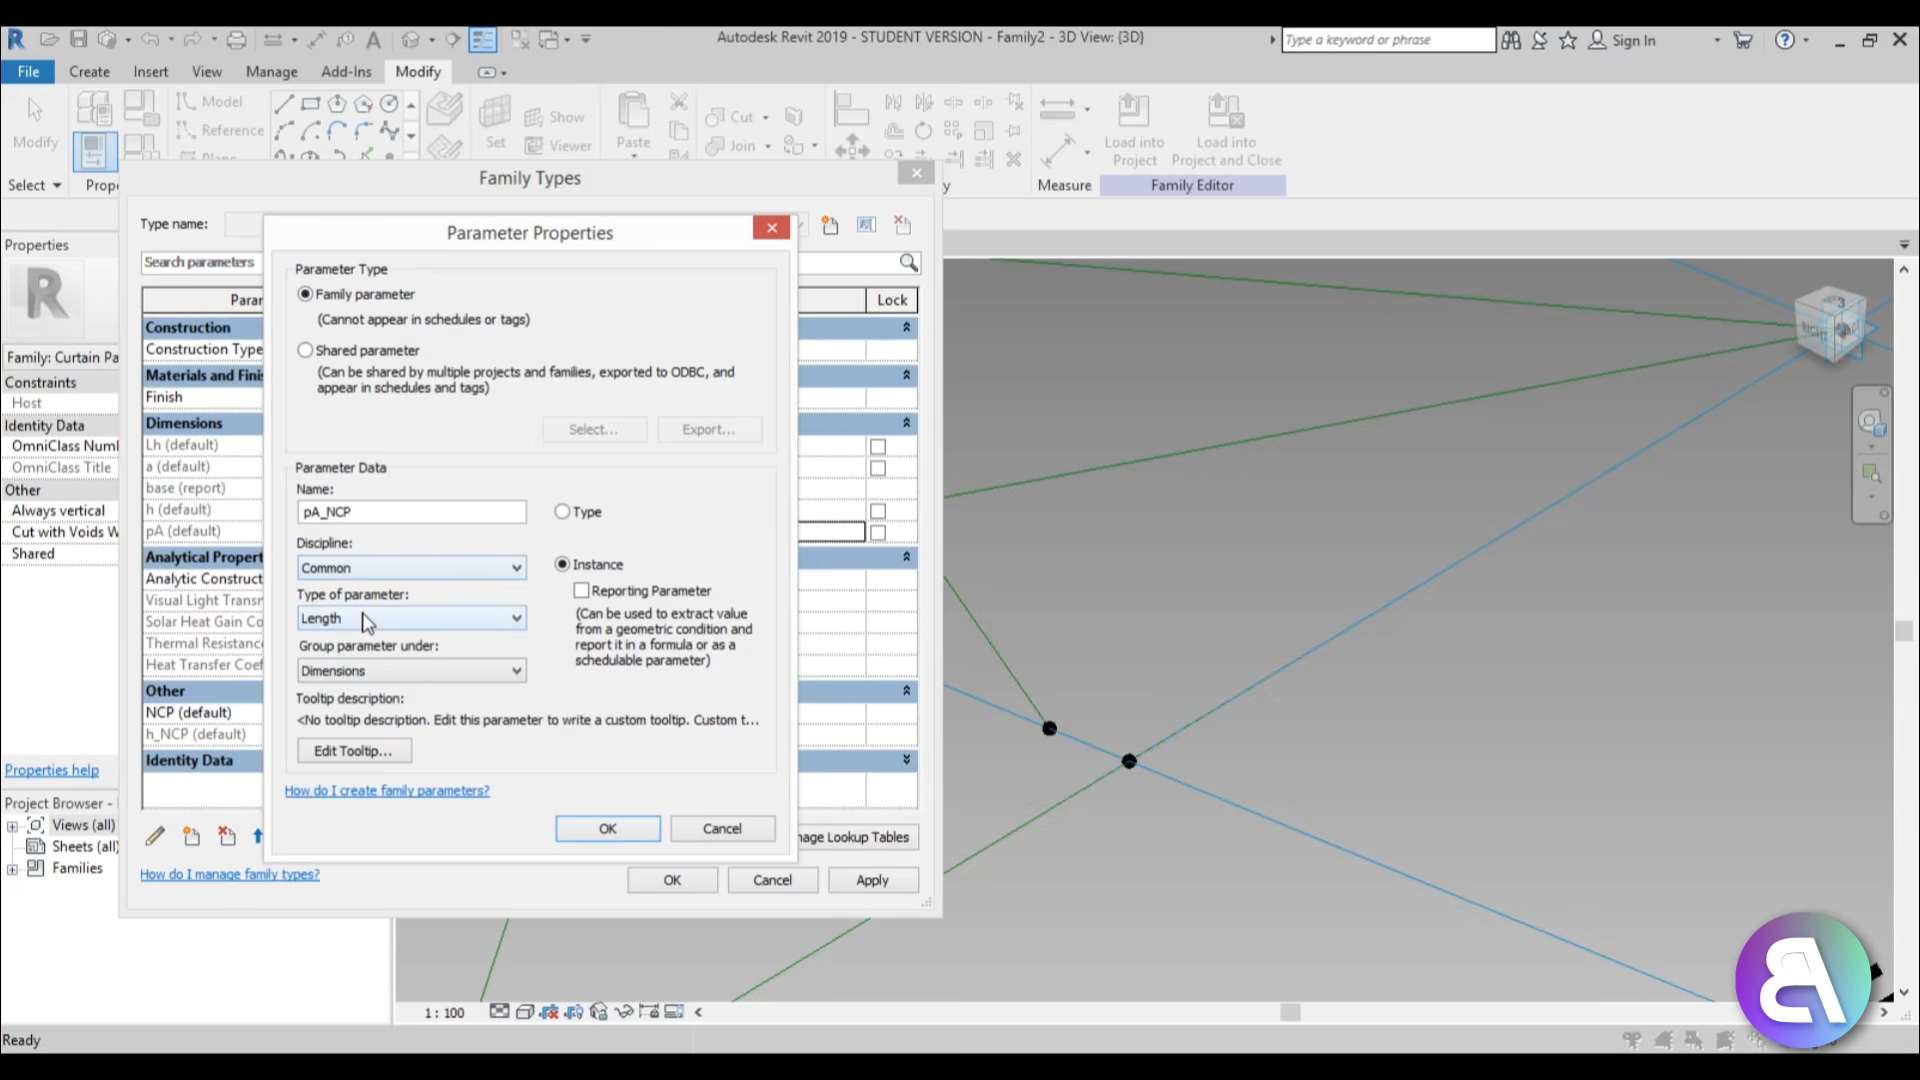 Autodesk Revit 2019 - STUDENT VERSION - Family2 - 3D View: {3D}
Type a keyword or phrase
Sign In
File
Create
Insert
View
Manage
Add-Ins
Modify
Modify
Model
Reference
Set
Show
Viewer
Paste
Cut
Join
Load into
Project
Load into
Project and Close
Select
Prop
Measure
Family Editor
Family Types
Type name:
Search parameters
Parar
Lock
Construction
Construction Type
Materials and Finis
Finish
Dimensions
Lh (default)
a (default)
base (report)
h (default)
pA (default)
Analytical Propert
Analytic Construct
Visual Light Transr
Solar Heat Gain Co
Thermal Resistanc
Heat Transfer Coef
Other
NCP (default)
h_NCP (default)
Identity Data
nage Lookup Tables
How do I manage family types?
OK
Cancel
Apply
Parameter Properties
Parameter Type
Family parameter
(Cannot appear in schedules or tags)
Shared parameter
(Can be shared by multiple projects and families, exported to ODBC, and
appear in schedules and tags)
Select...
Export...
Parameter Data
Name:
pA_NCP
Type
Discipline:
Common
Instance
Type of parameter:
Reporting Parameter
Length
(Can be used to extract value
from a geometric condition and
report it in a formula or as a
schedulable parameter)
Group parameter under:
Dimensions
Tooltip description:
<No tooltip description. Edit this parameter to write a custom tooltip. Custom t...
Edit Tooltip...
How do I create family parameters?
OK
Cancel
Properties
Family: Curtain Pa
Constraints
Host
Identity Data
OmniClass Numl
OmniClass Title
Other
Always vertical
Cut with Voids W
Shared
Properties help
Project Browser -
Views (all)
Sheets (all)
Families
1 : 100
Ready